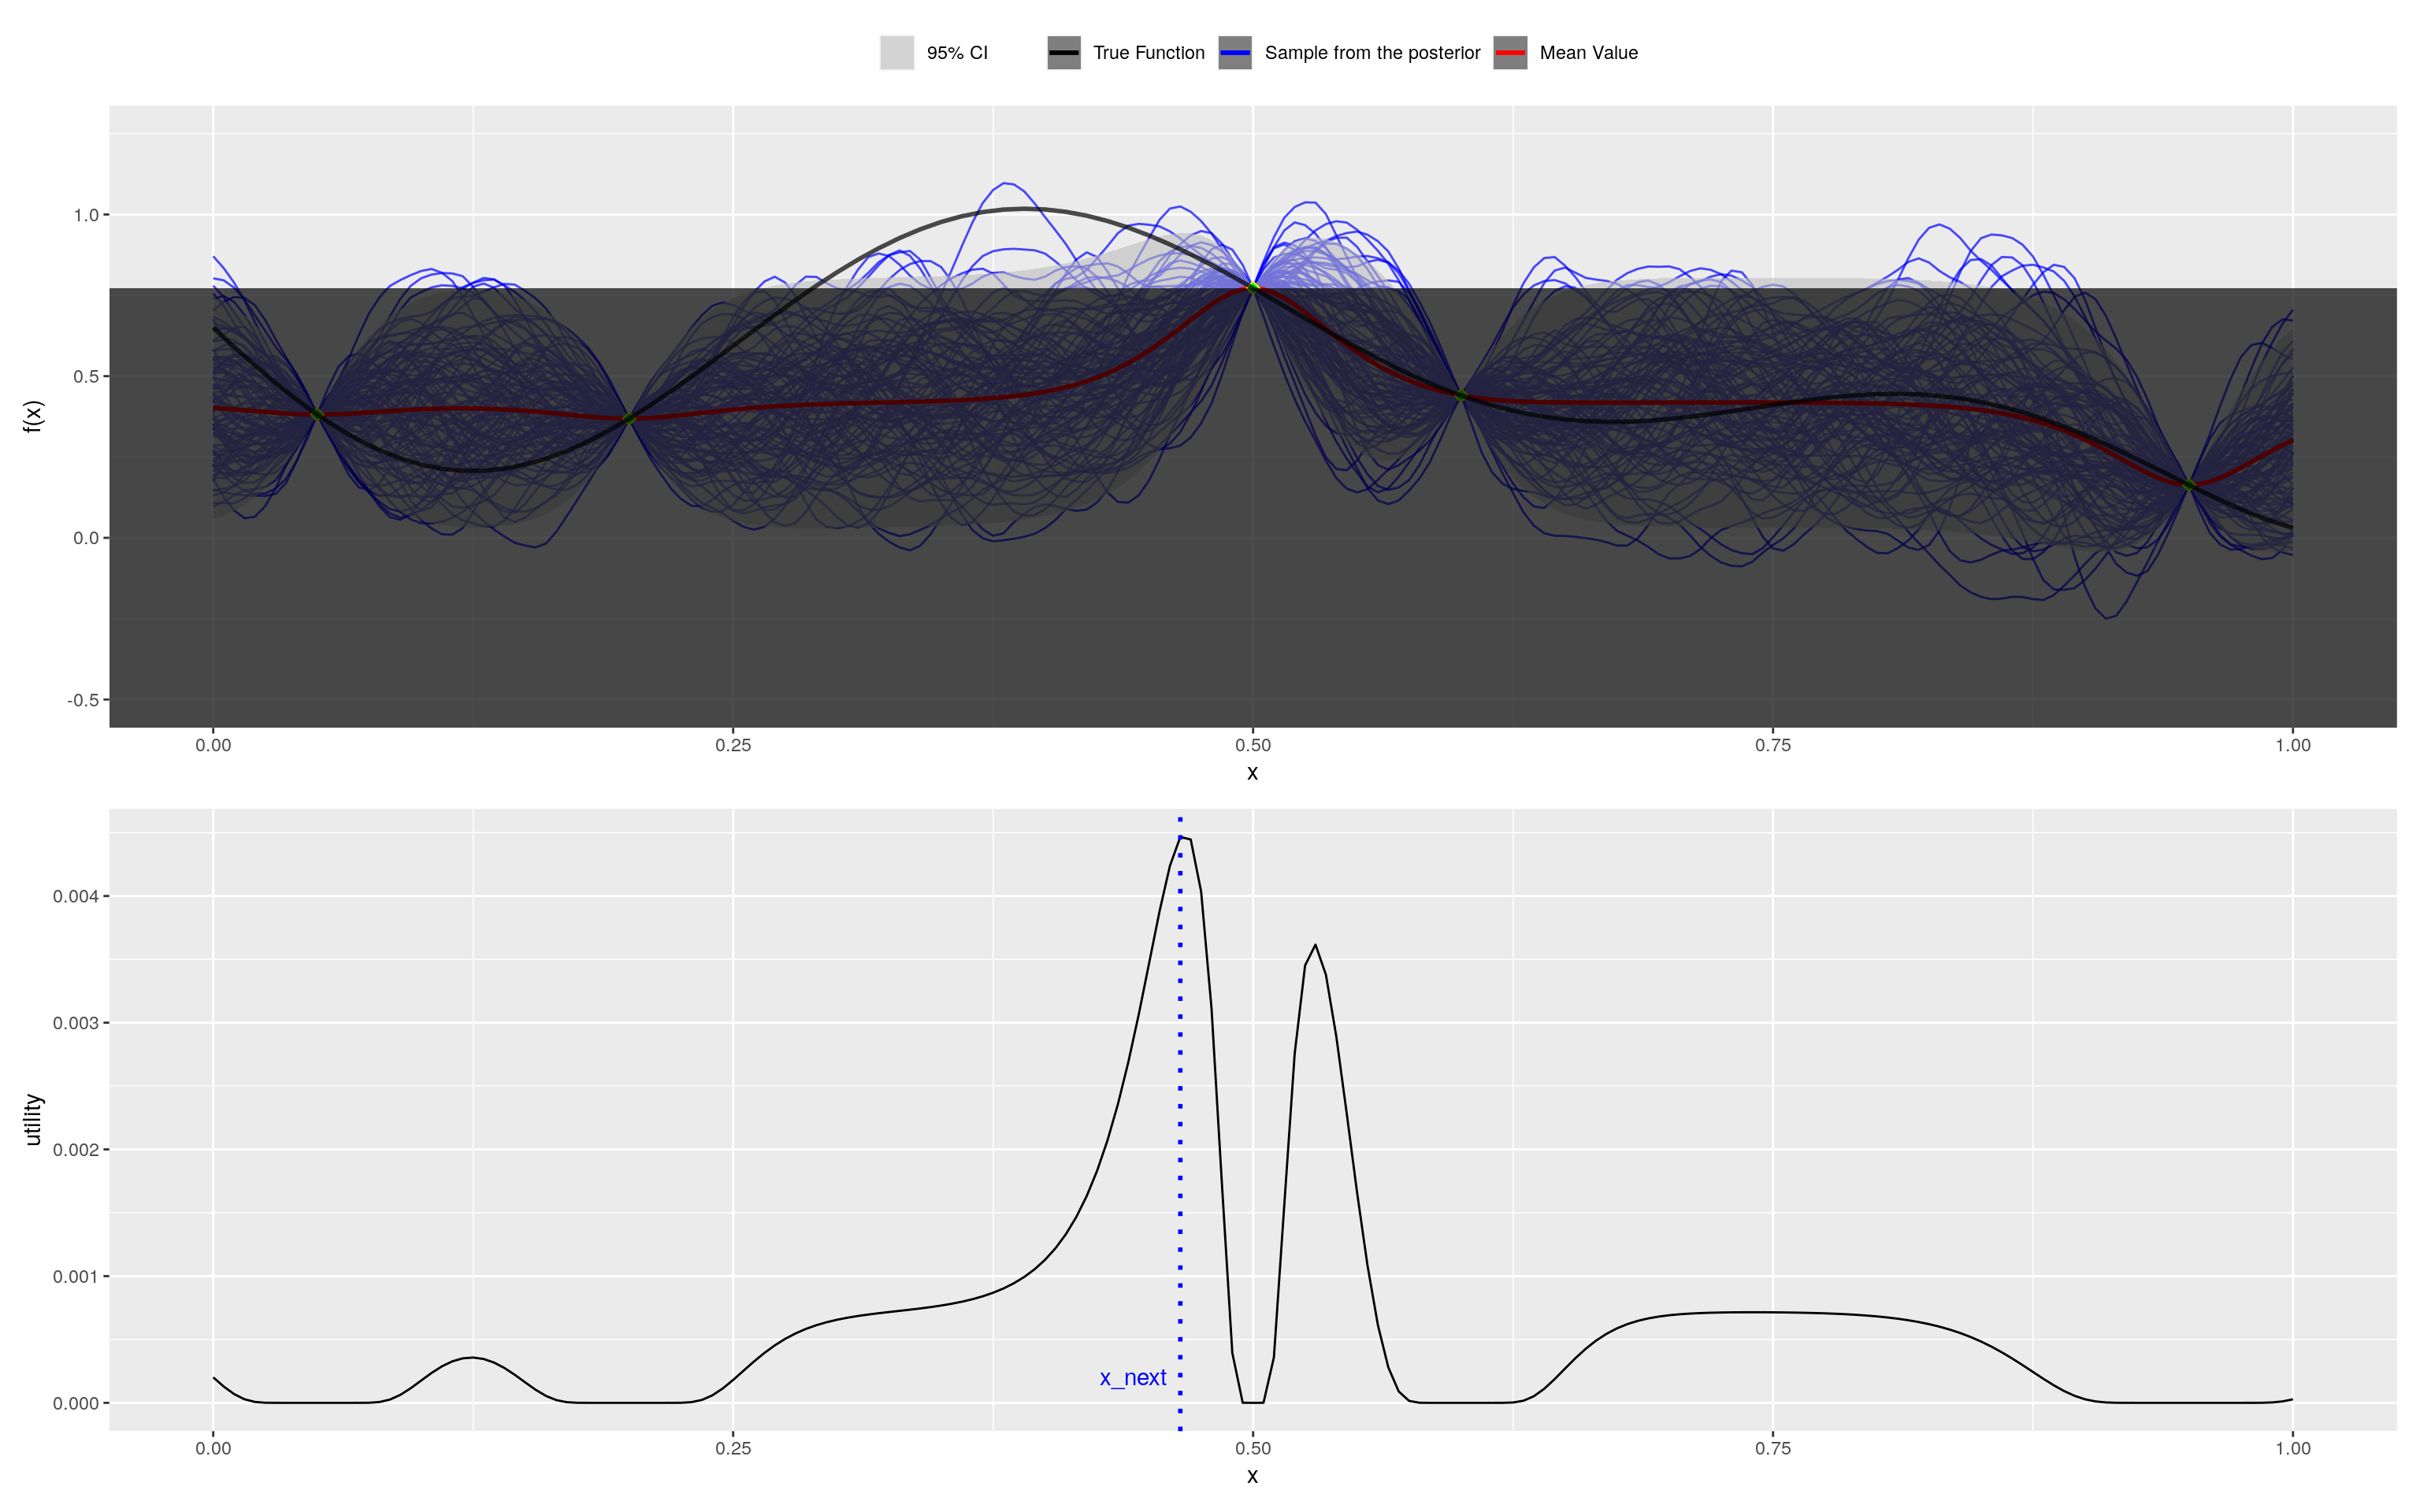 95% CI True Function Sample from the posterior Mean Value
f(x)
1.0
0.5
0.0
-0.5
0.00 0.25 0.50 0.75 1.00
x
utility
0.004
0.003
0.002
0.001
0.000
x_next
0.00 0.25 0.50 0.75 1.00
x